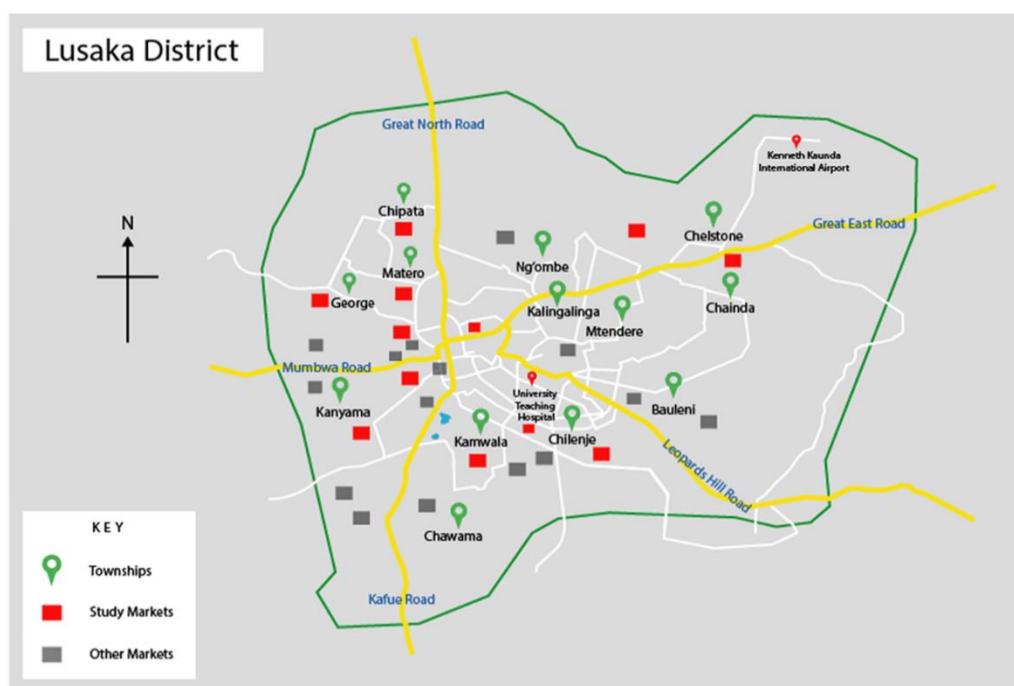 Lusaka District
Great North Road
Kenneth Kaunda
International Airport
N
Chipata
Chelstone
Great East Road
Matero
Ng'ombe
George
Kalingalinga
Chainda
Mtendere
Mumbwa Road
University
Teaching
Hospital
Kanyama
Bauleni
Kamwala
Chilenje
Leopards Hill Road
Chawama
KEY
Townships
Study Markets
Other Markets
Kafue Road